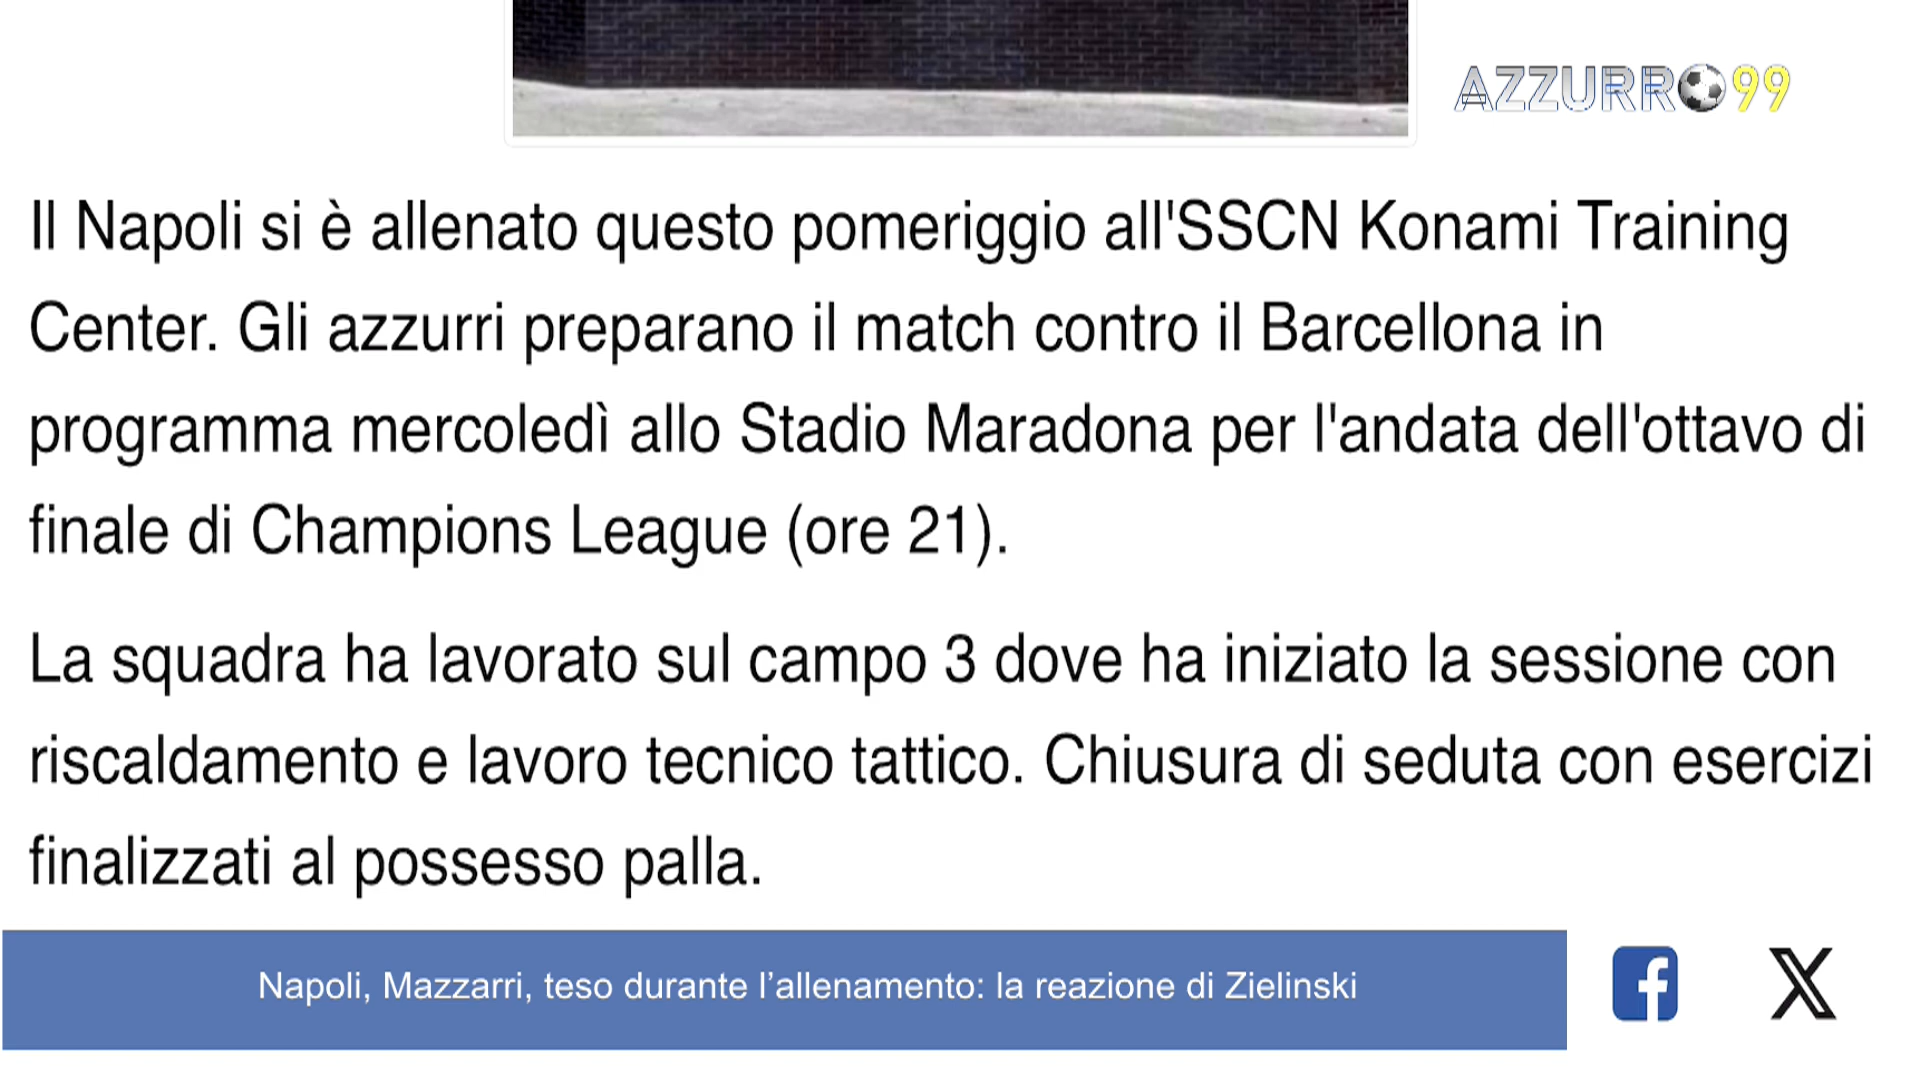 AZZURRO99
Il Napoli si è allenato questo pomeriggio all'SSCN Konami Training
Center. Gli azzurri preparano il match contro il Barcellona in
programma mercoledì allo Stadio Maradona per l'andata dell'ottavo di
finale di Champions League (ore 21).
La squadra ha lavorato sul campo 3 dove ha iniziato la sessione con
riscaldamento e lavoro tecnico tattico. Chiusura di seduta con esercizi
finalizzati al possesso palla.
Napoli, Mazzarri, teso durante l’allenamento: la reazione di Zielinski